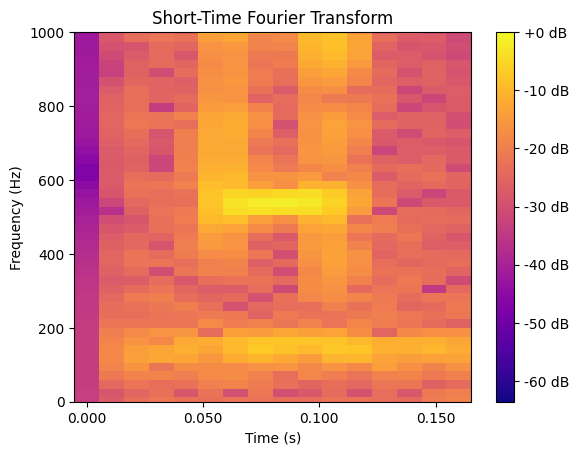 Short-Time Fourier Transform
1000
800
600
400
200
0
Frequency (Hz)
0.000
0.050
0.100
0.150
Time (s)
+0 dB
-10 dB
-20 dB
-30 dB
-40 dB
-50 dB
-60 dB